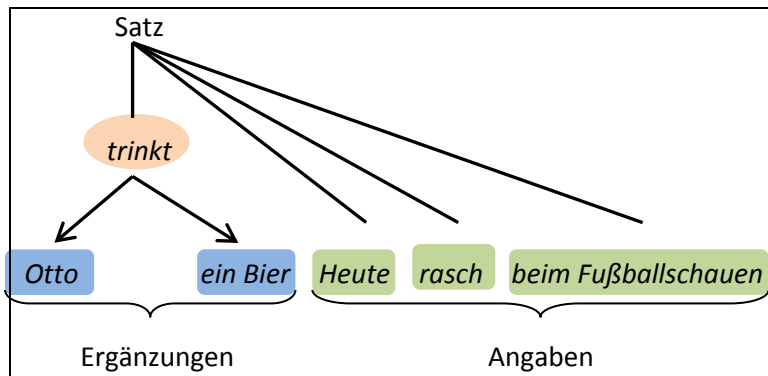 Satz
trinkt
Otto ein Bier Heute rasch beim Fußballschauen
Ergänzungen Angaben